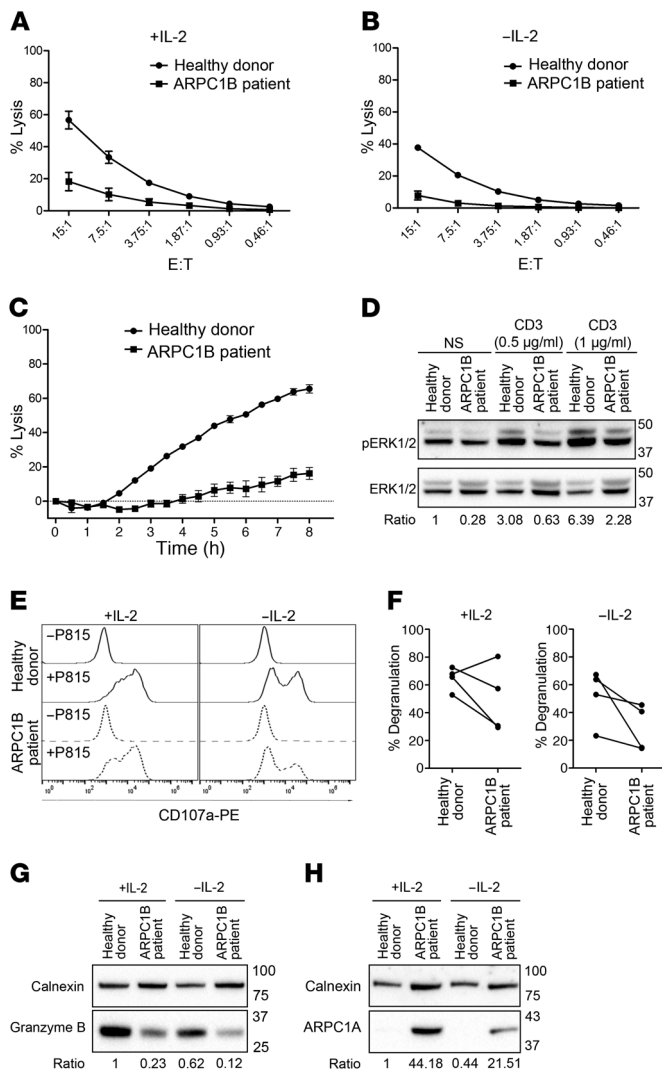 A
+IL-2
Healthy donor
ARPC1B patient
% Lysis
100
80
60
40
20
0
15:1
7.5:1
3.75:1
1.87:1
0.93:1
0.46:1
E:T
B
–IL-2
Healthy donor
ARPC1B patient
% Lysis
100
80
60
40
20
0
15:1
7.5:1
3.75:1
1.87:1
0.93:1
0.46:1
E:T
C
Healthy donor
ARPC1B patient
% Lysis
100
80
60
40
20
0
0 1 2 3 4 5 6 7 8
Time (h)
D
NS
CD3
(0.5 µg/ml)
CD3
(1 µg/ml)
Healthy
donor
ARPC1B
patient
Healthy
donor
ARPC1B
patient
Healthy
donor
ARPC1B
patient
pERK1/2
50
37
ERK1/2
50
37
Ratio 1 0.28 3.08 0.63 6.39 2.28
E
+IL-2
–IL-2
Healthy
donor
–P815
+P815
ARPC1B
patient
–P815
+P815
CD107a-PE
F
+IL-2
% Degranulation
100
80
60
40
20
0
Healthy
donor
ARPC1B
patient
–IL-2
% Degranulation
100
80
60
40
20
0
Healthy
donor
ARPC1B
patient
G
+IL-2 –IL-2
Healthy
donor
ARPC1B
patient
Healthy
donor
ARPC1B
patient
Calnexin
100
75
Granzyme B
37
25
Ratio 1 0.23 0.62 0.12
H
+IL-2 –IL-2
Healthy
donor
ARPC1B
patient
Healthy
donor
ARPC1B
patient
Calnexin
100
75
ARPC1A
43
37
Ratio 1 44.18 0.44 21.51